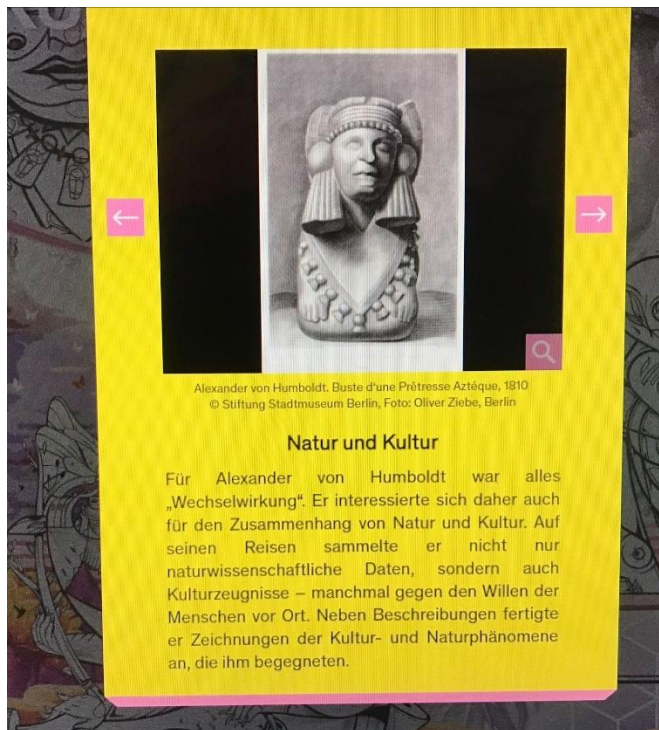 Alexander von Humboldt. Buste d'une Prêtresse Aztéque, 1810
© Stiftung Stadtmuseum Berlin, Foto: Oliver Ziebe, Berlin
Natur und Kultur
Für Alexander von Humboldt war alles
„Wechselwirkung“. Er interessierte sich daher auch
für den Zusammenhang von Natur und Kultur. Auf
seinen Reisen sammelte er nicht nur
naturwissenschaftliche Daten, sondern auch
Kulturzeugnisse – manchmal gegen den Willen der
Menschen vor Ort. Neben Beschreibungen fertigte
er Zeichnungen der Kultur- und Naturphänomene
an, die ihm begegneten.